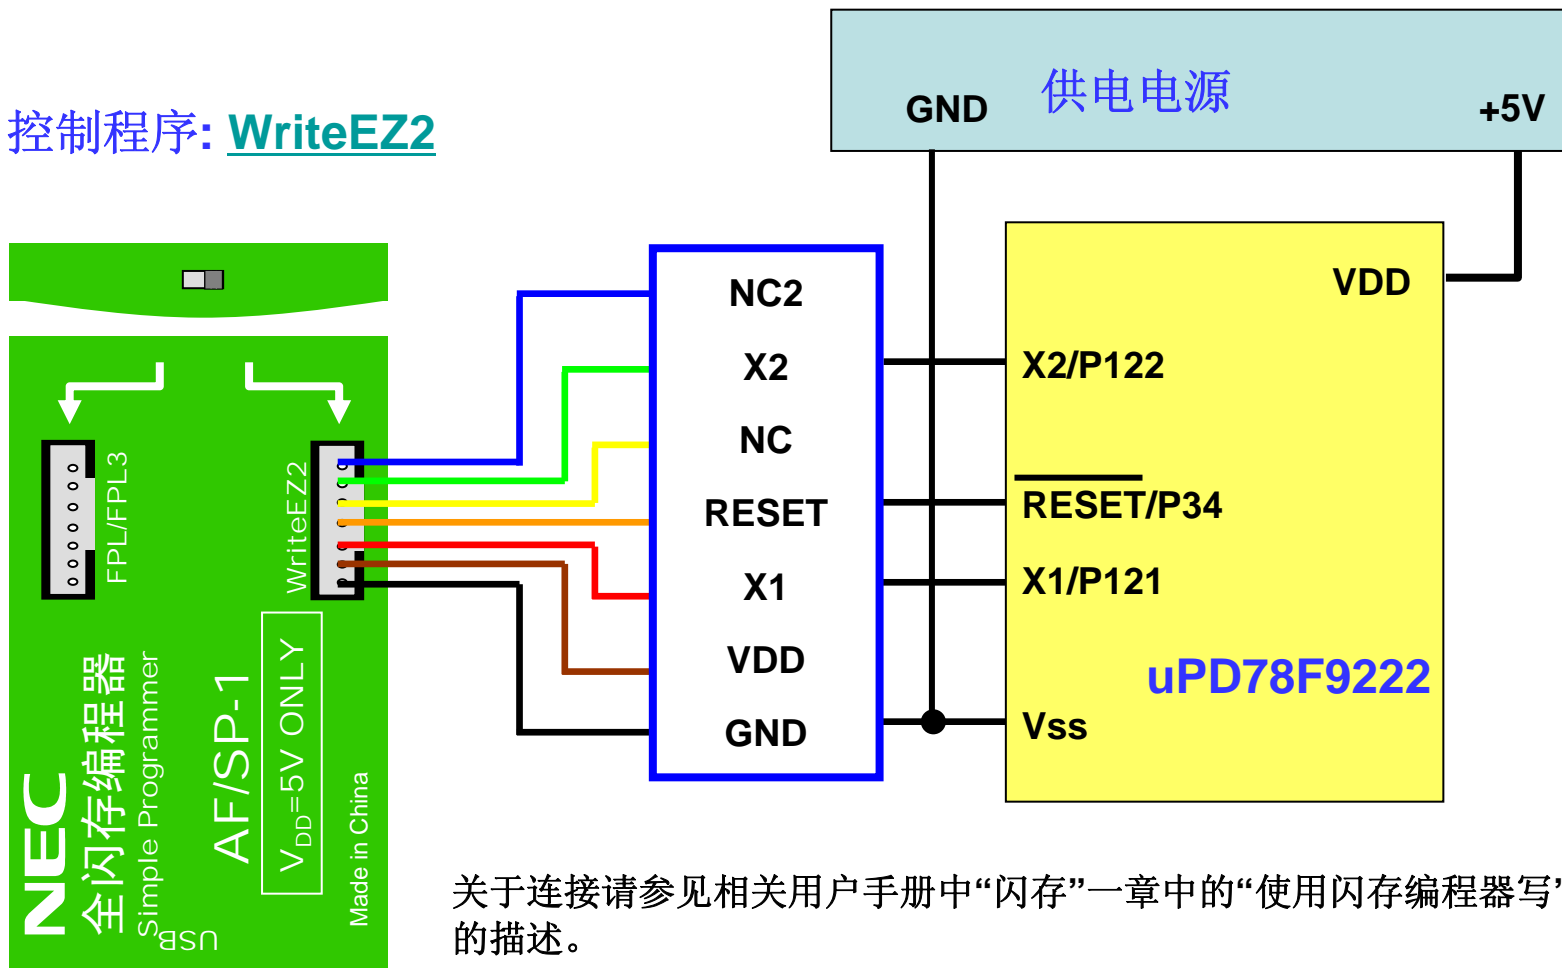 控制程序: WriteEZ2
GND 供电电源 +5V
NC2
X2
NC
RESET
X1
VDD
GND
VDD
X2/P122
RESET/P34
X1/P121
uPD78F9222
Vss
FPL/FPL3
WriteEZ2
NEC
全闪存编程器
Simple Programmer
AF/SP-1
VDD=5V ONLY
Made in China
USB
关于连接请参见相关用户手册中“闪存”一章中的“使用闪存编程器写”
的描述。